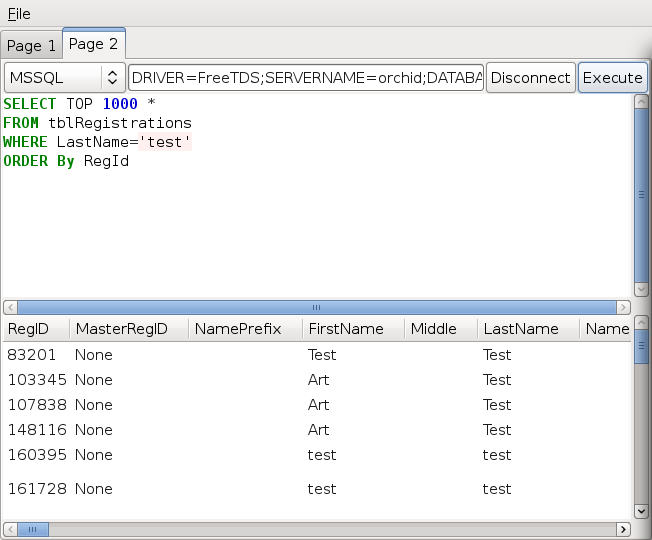 File
Page 1 Page 2
MSSQL DRIVER=FreeTDS;SERVERNAME=orchid;DATABA Disconnect Execute
SELECT TOP 1000 *
FROM tblRegistrations
WHERE LastName='test'
ORDER By RegId
RegID MasterRegID NamePrefix FirstName Middle LastName Name
83201 None Test Test
103345 None Art Test
107838 None Art Test
148116 None Art Test
160395 None test test
161728 None test test